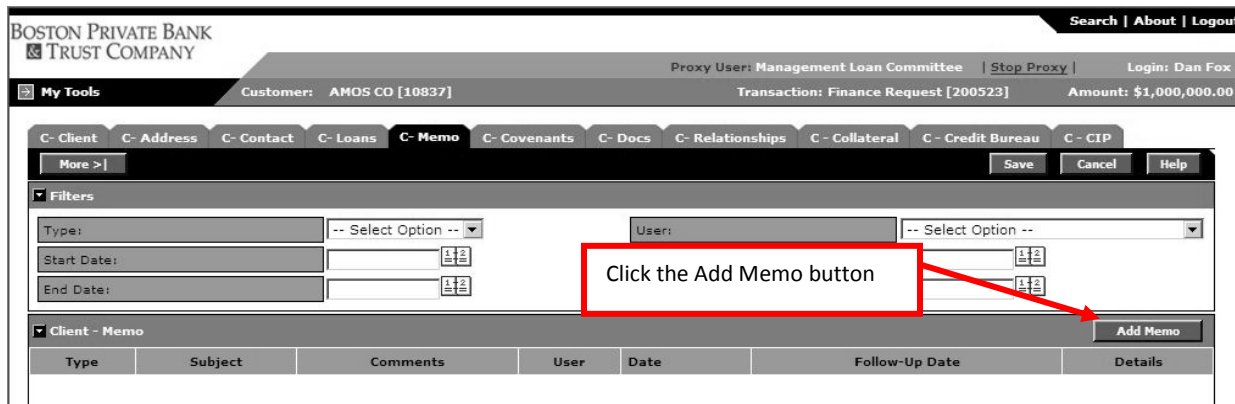 Search | About | Logout
BOSTON PRIVATE BANK
& TRUST COMPANY
Proxy User: Management Loan Committee | Stop Proxy | Login: Dan Fox
My Tools Customer: AMOS CO [10837] Transaction: Finance Request [200523] Amount: $1,000,000.00
C- Client C- Address C- Contact C- Loans C- Memo C- Covenants C- Docs C- Relationships C - Collateral C - Credit Bureau C - CIP
More >| Save Cancel Help
Filters
Type: -- Select Option -- User: -- Select Option --
Start Date:
Click the Add Memo button
End Date:
Client - Memo Add Memo
Type Subject Comments User Date Follow-Up Date Details